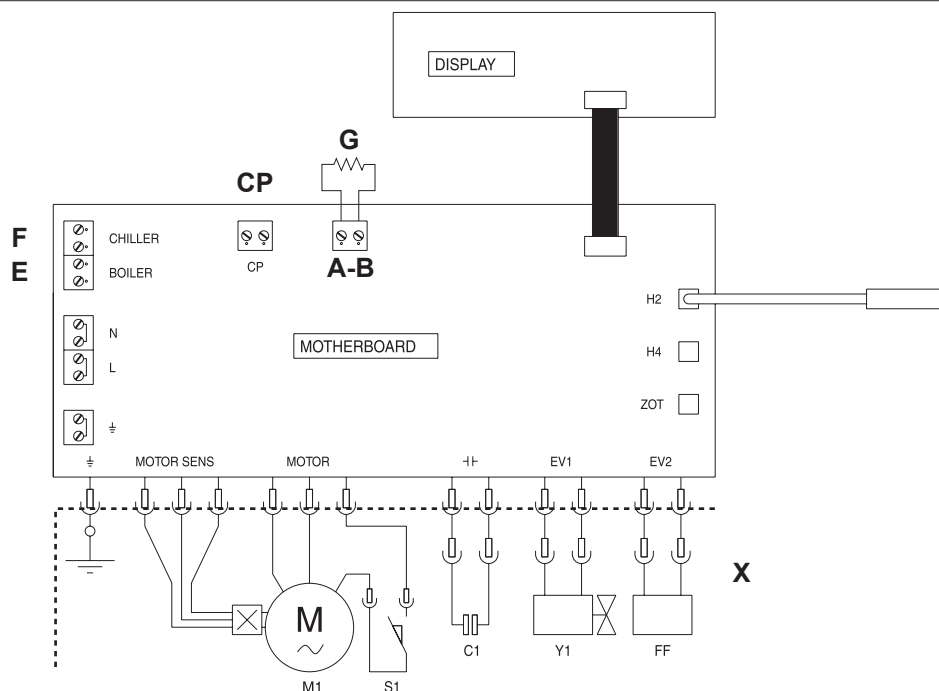 DISPLAY
G
CP
F
CHILLER
E
BOILER
CP
A-B
H2
N
MOTHERBOARD
H4
L
ZOT
MOTOR SENS
MOTOR
EV1
EV2
X
M
M1
S1
C1
Y1
FF